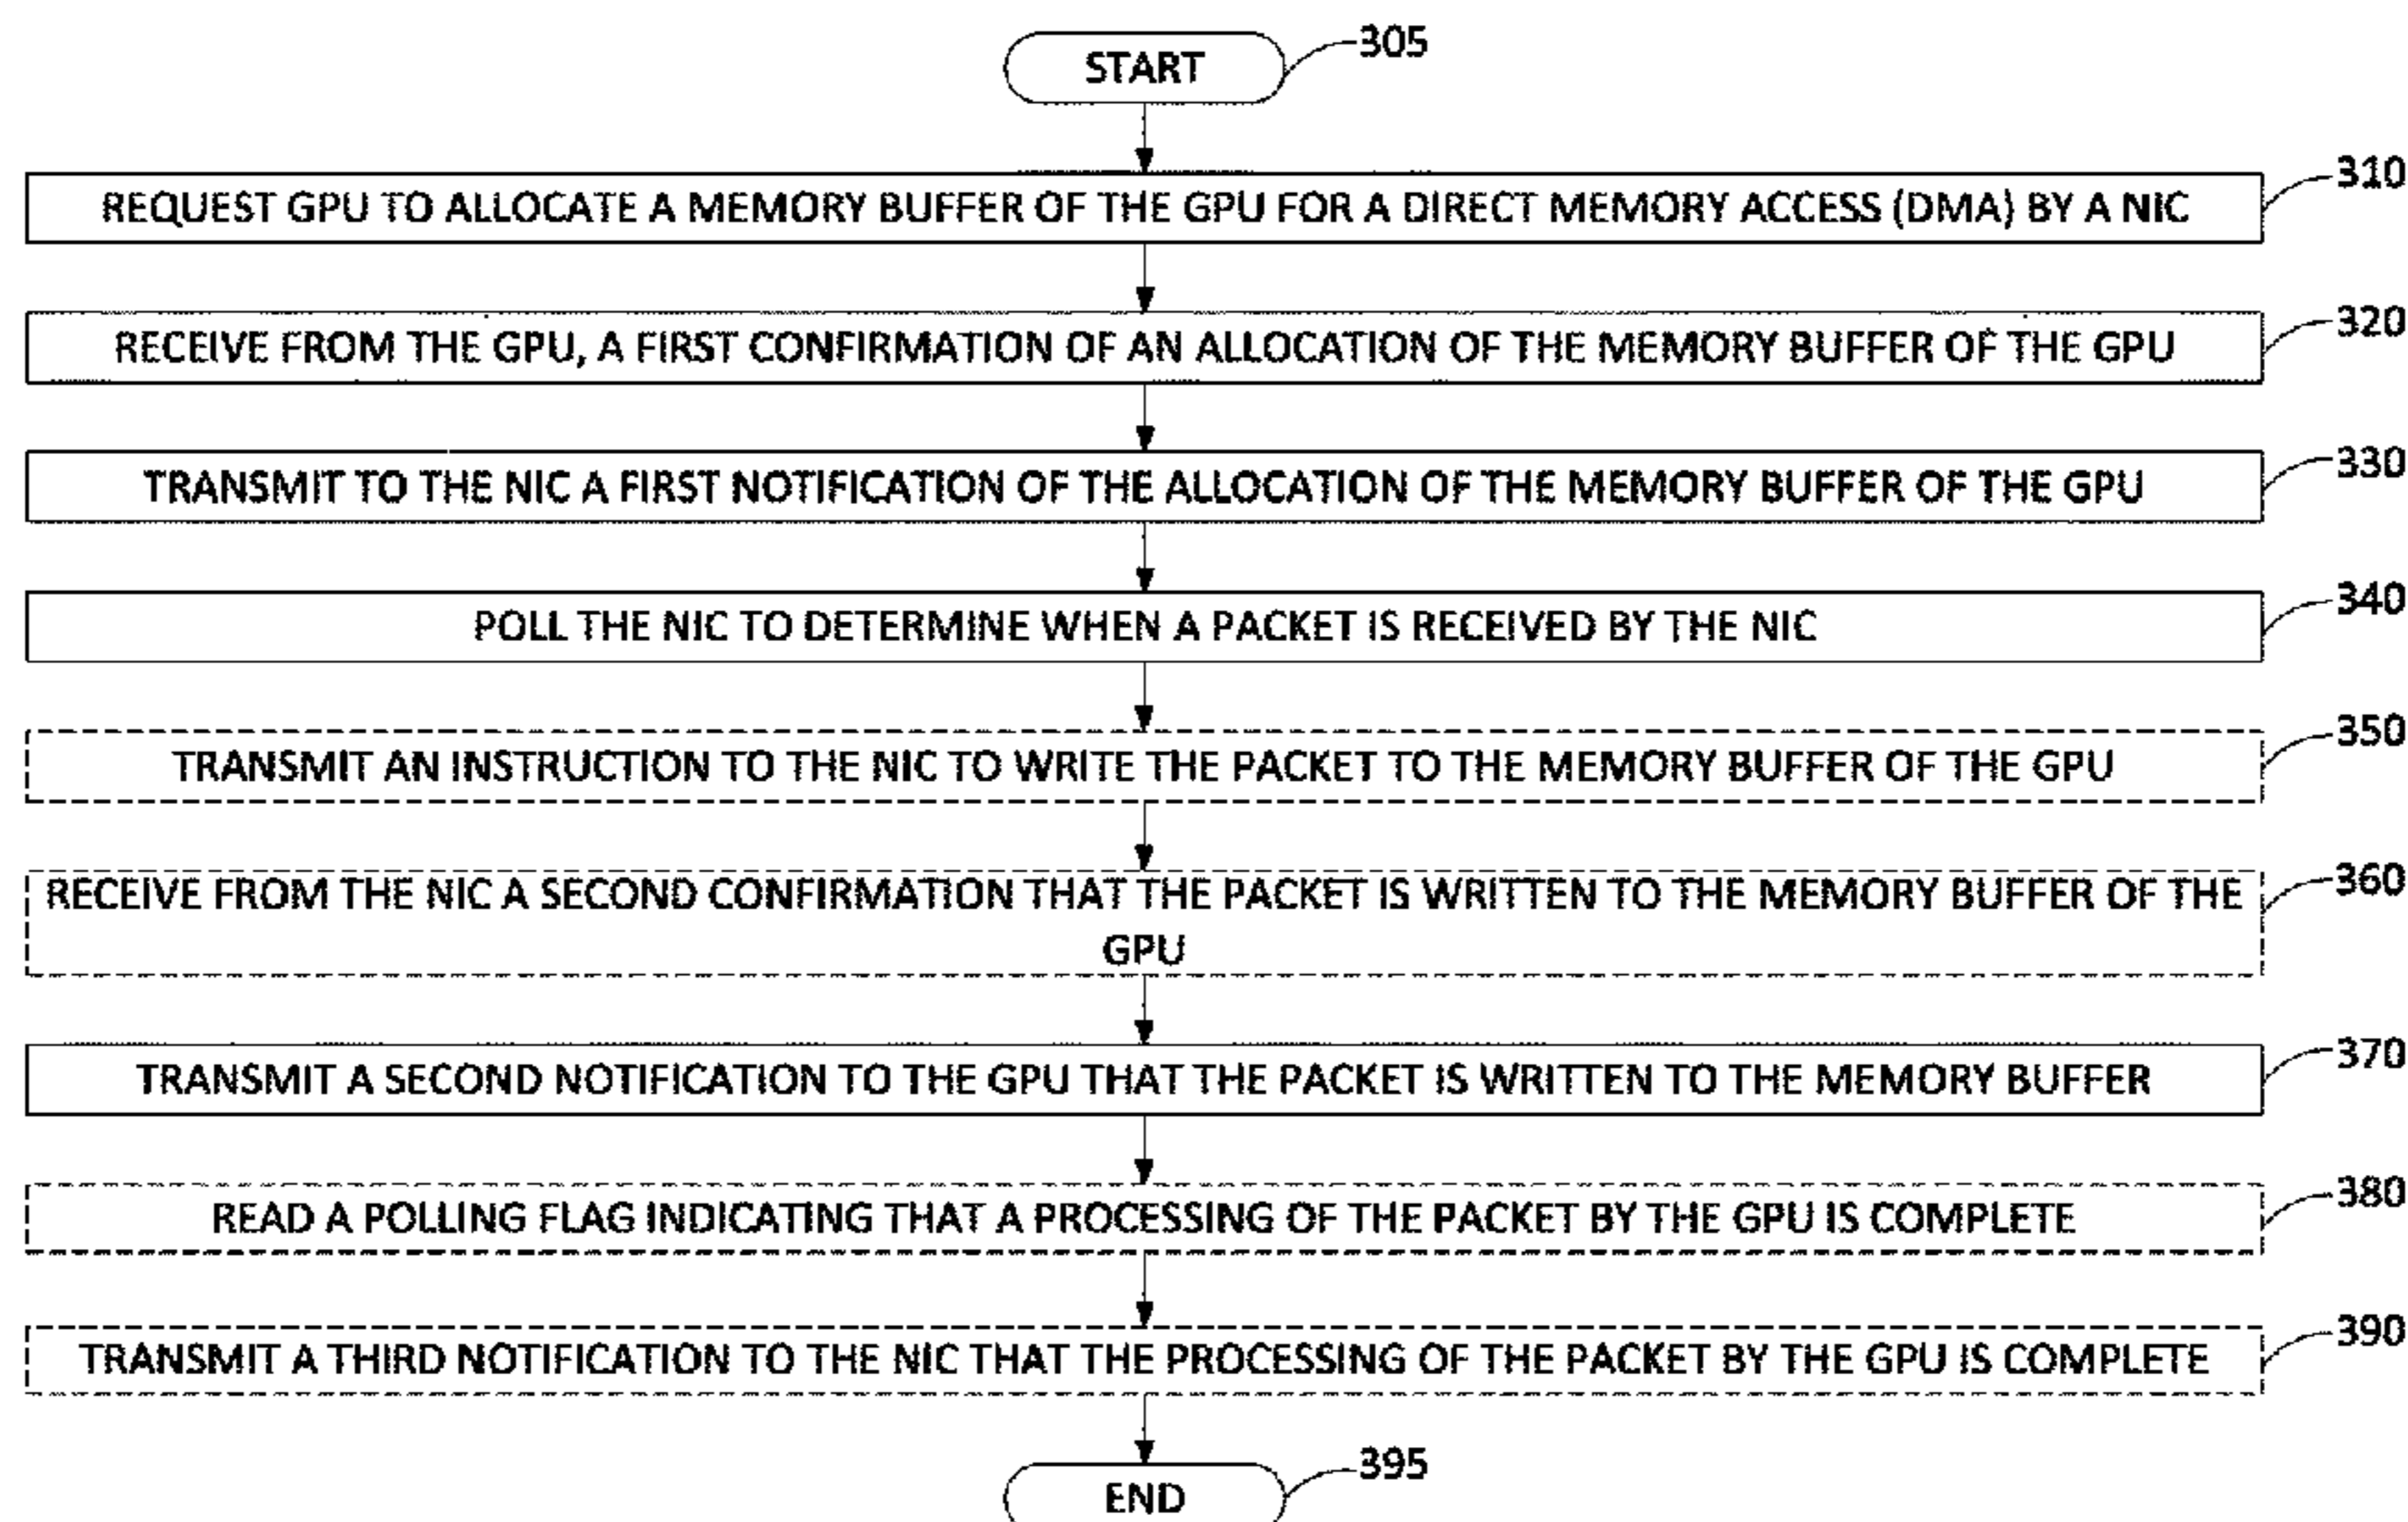 START
305
REQUEST GPU TO ALLOCATE A MEMORY BUFFER OF THE GPU FOR A DIRECT MEMORY ACCESS (DMA) BY A NIC
310
RECEIVE FROM THE GPU, A FIRST CONFIRMATION OF AN ALLOCATION OF THE MEMORY BUFFER OF THE GPU
320
TRANSMIT TO THE NIC A FIRST NOTIFICATION OF THE ALLOCATION OF THE MEMORY BUFFER OF THE GPU
330
POLL THE NIC TO DETERMINE WHEN A PACKET IS RECEIVED BY THE NIC
340
TRANSMIT AN INSTRUCTION TO THE NIC TO WRITE THE PACKET TO THE MEMORY BUFFER OF THE GPU
350
RECEIVE FROM THE NIC A SECOND CONFIRMATION THAT THE PACKET IS WRITTEN TO THE MEMORY BUFFER OF THE
GPU
360
TRANSMIT A SECOND NOTIFICATION TO THE GPU THAT THE PACKET IS WRITTEN TO THE MEMORY BUFFER
370
READ A POLLING FLAG INDICATING THAT A PROCESSING OF THE PACKET BY THE GPU IS COMPLETE
380
TRANSMIT A THIRD NOTIFICATION TO THE NIC THAT THE PROCESSING OF THE PACKET BY THE GPU IS COMPLETE
390
END
395